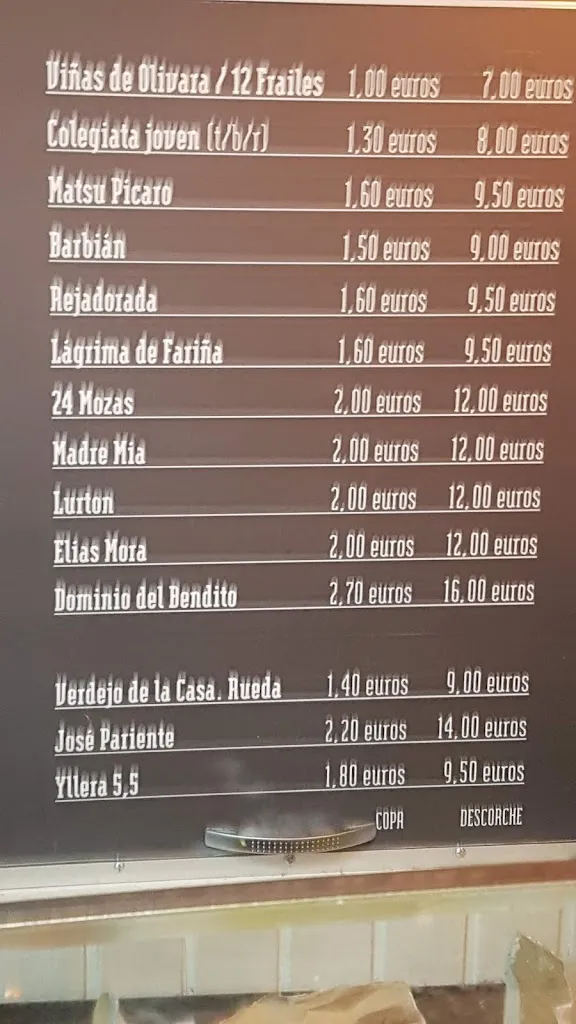 Viñas de Olivara / 12 Frailes 1,00 euros 7,00 euros
Colegiata joven (t/b/r) 1,30 euros 8,00 euros
Matsu Picaro 1,60 euros 9,50 euros
Barbián 1,50 euros 9,00 euros
Rejadorada 1,60 euros 9,50 euros
Lágrima de Fariña 1,60 euros 9,50 euros
24 Mozas 2,00 euros 12,00 euros
Madre Mia 2,00 euros 12,00 euros
Lurton 2,00 euros 12,00 euros
Elias Mora 2,00 euros 12,00 euros
Dominio del Bendito 2,70 euros 16,00 euros
Verdejo de la Casa. Rueda 1,40 euros 9,00 euros
José Pariente 2,20 euros 14,00 euros
Yllera 5,5 1,80 euros 9,50 euros
COPA DESCORCHE